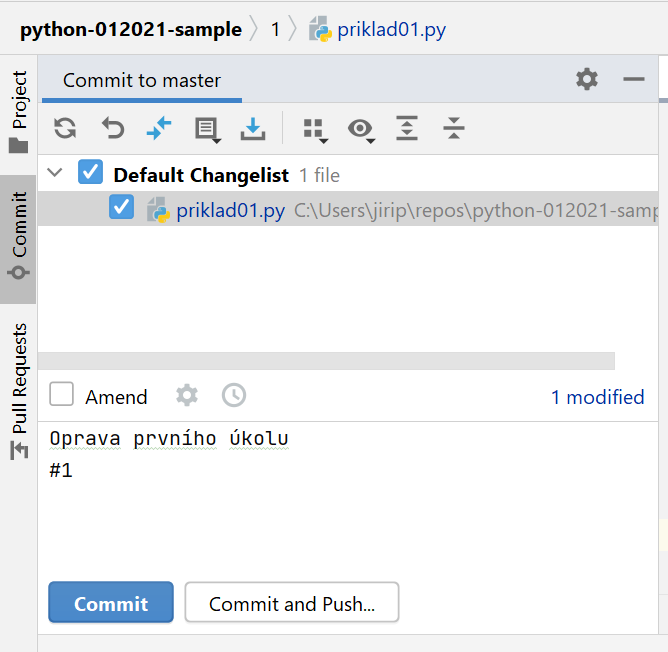 python-012021-sample 1 priklad01.py
Project
Commit
Pull Requests
Commit to master
Default Changelist 1 file
priklad01.py C:\Users\jirip\repos\python-012021-samp
Amend 1 modified
Oprava prvního úkolu
#1
Commit Commit and Push...